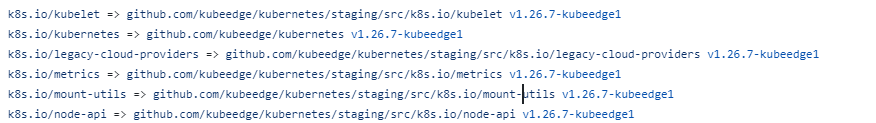 k8s.io/kubelet => github.com/kubeedge/kubernetes/staging/src/k8s.io/kubelet v1.26.7-kubeedge1
k8s.io/kubernetes => github.com/kubeedge/kubernetes v1.26.7-kubeedge1
k8s.io/legacy-cloud-providers => github.com/kubeedge/kubernetes/staging/src/k8s.io/legacy-cloud-providers v1.26.7-kubeedge1
k8s.io/metrics => github.com/kubeedge/kubernetes/staging/src/k8s.io/metrics v1.26.7-kubeedge1
k8s.io/mount-utils => github.com/kubeedge/kubernetes/staging/src/k8s.io/mount-utils v1.26.7-kubeedge1
k8s.io/node-api => github.com/kubeedge/kubernetes/staging/src/k8s.io/node-api v1.26.7-kubeedge1